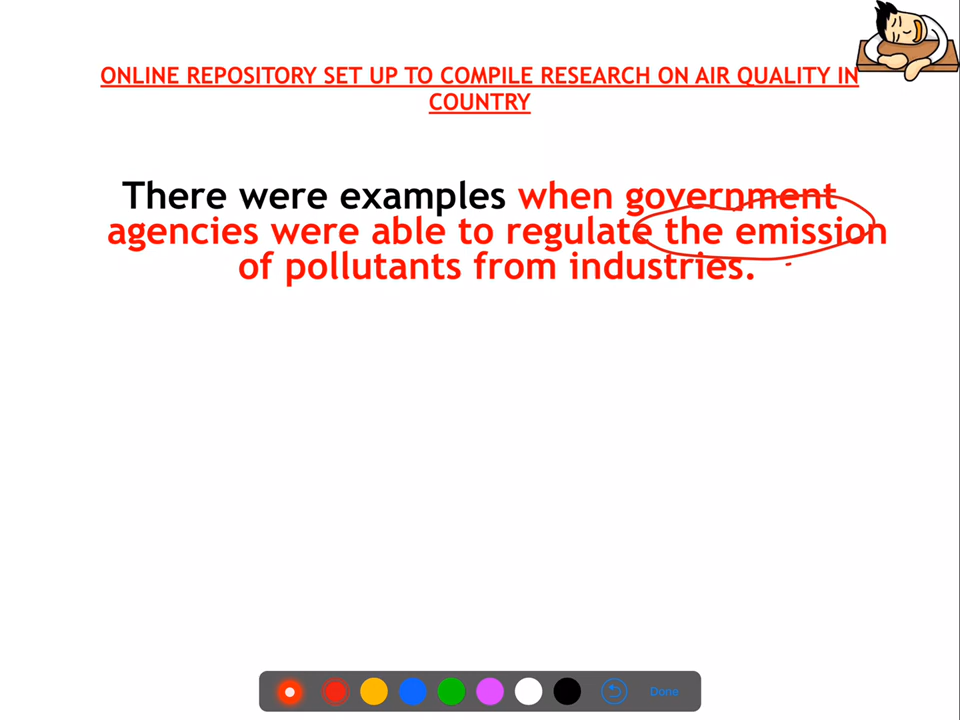 ONLINE REPOSITORY SET UP TO COMPILE RESEARCH ON AIR QUALITY IN
COUNTRY
There were examples when government
agencies were able to regulate the emission
of pollutants from industries.
Done